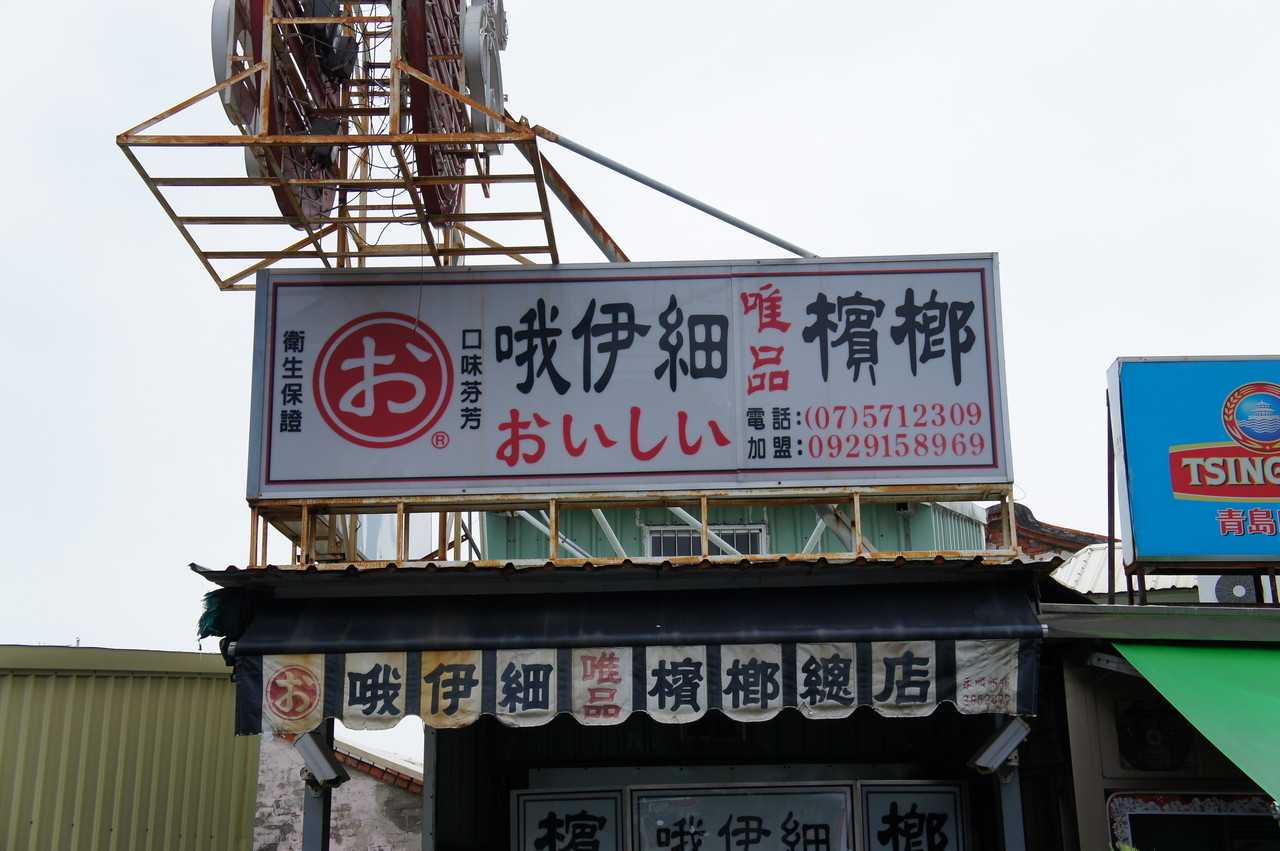 衛生保證
お
®
口味芬芳
哦伊細
おいしい
唯品
檳榔
電話:(07)5712309
加盟:0929158969
TSING
青島
お 哦伊細 唯品 檳榔總店
檳 哦伊細 榔